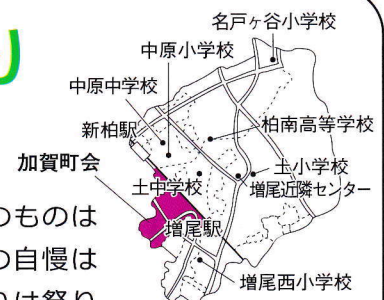 り
名戸ヶ谷小学校
中原小学校
中原中学校
新柏駅
柏南高等学校
加賀町会
土小学校
土中学校
増尾近隣センター
増尾駅
増尾西小学校
つものは
の自慢は